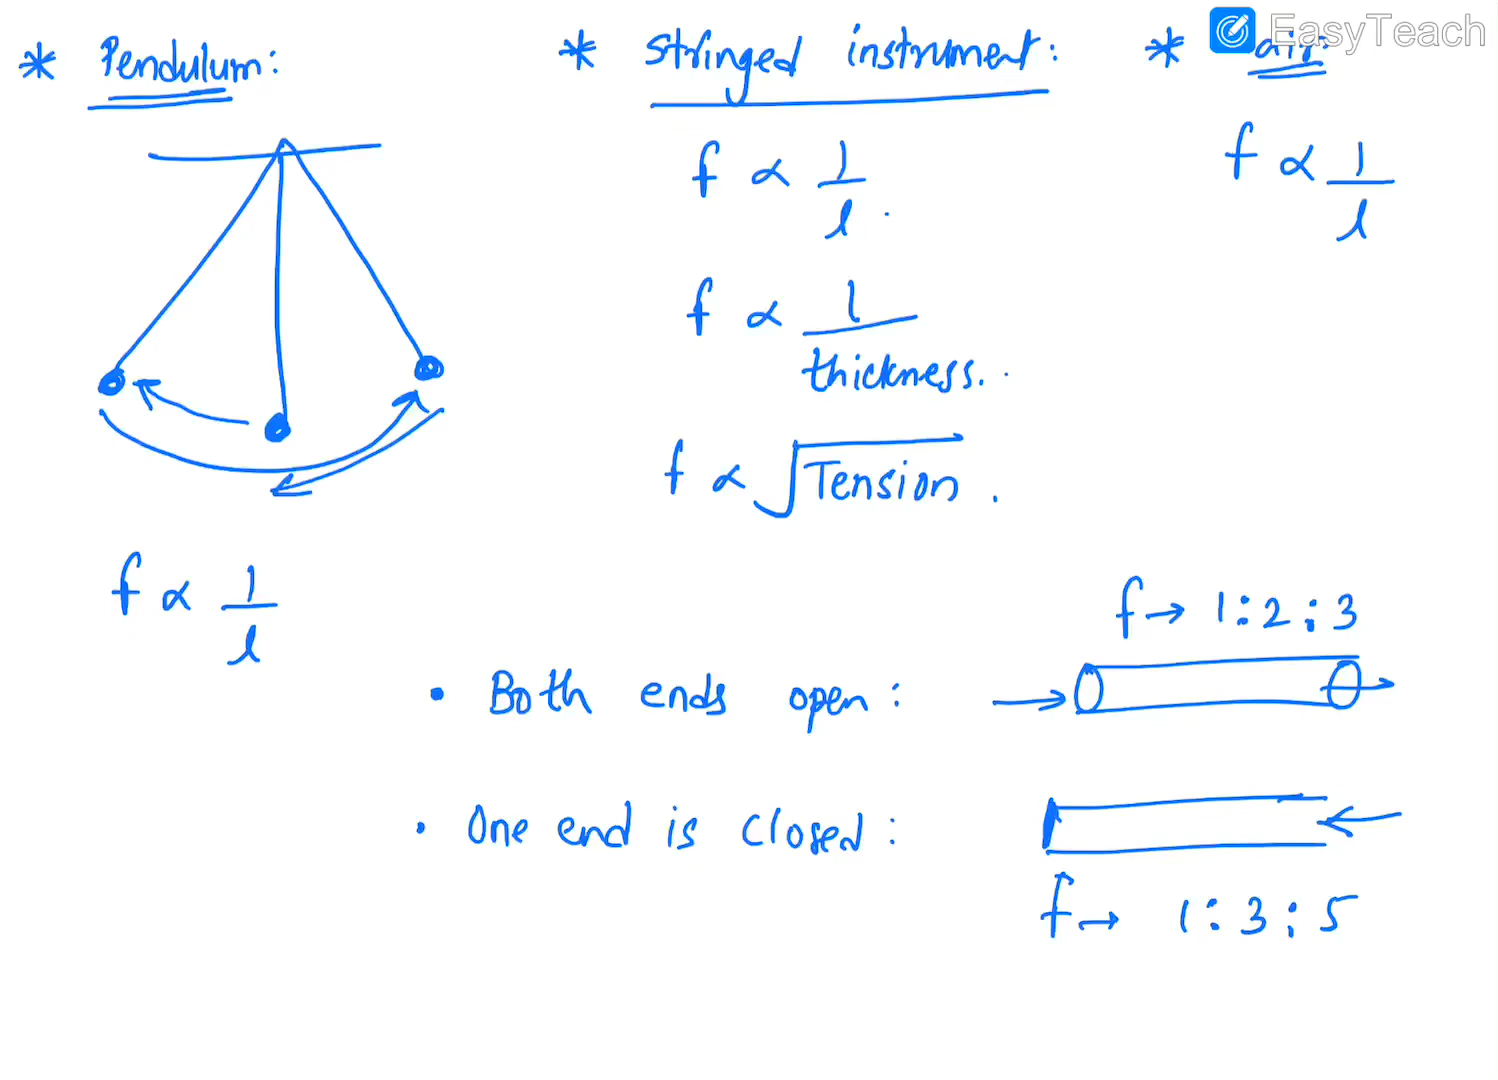 * Pendulum:
f ∝ 1/l
* Stringed instrument:
f ∝ 1/l .
f ∝ 1/thickness. .
f ∝ √Tension .
EasyTeach
* air:
f ∝ 1/l
f → 1:2:3
• Both ends open :
• One end is closed :
f → 1:3:5